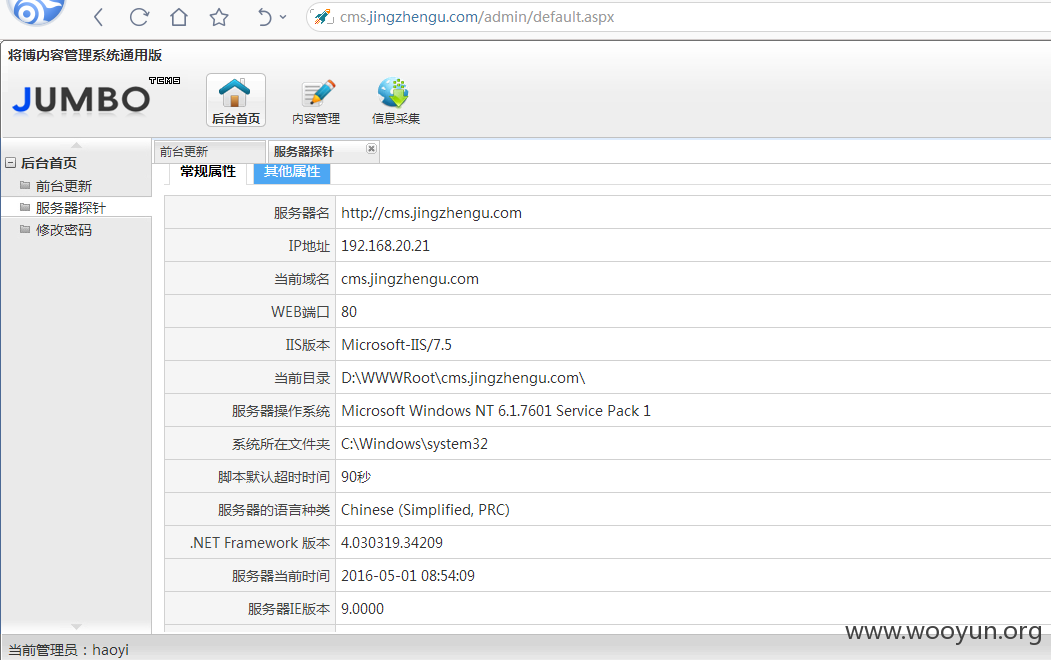 cms.jingzhengu.com/admin/default.aspx
将博内容管理系统通用版
JUMBO TCMS
后台首页 内容管理 信息采集
后台首页
前台更新
服务器探针
修改密码
前台更新 服务器探针
常规属性 其他属性
服务器名 http://cms.jingzhengu.com
IP地址 192.168.20.21
当前域名 cms.jingzhengu.com
WEB端口 80
IIS版本 Microsoft-IIS/7.5
当前目录 D:\WWWRoot\cms.jingzhengu.com\
服务器操作系统 Microsoft Windows NT 6.1.7601 Service Pack 1
系统所在文件夹 C:\Windows\system32
脚本默认超时时间 90秒
服务器的语言种类 Chinese (Simplified, PRC)
.NET Framework 版本 4.030319.34209
服务器当前时间 2016-05-01 08:54:09
服务器IE版本 9.0000
www.wooyun.org
当前管理员：haoyi